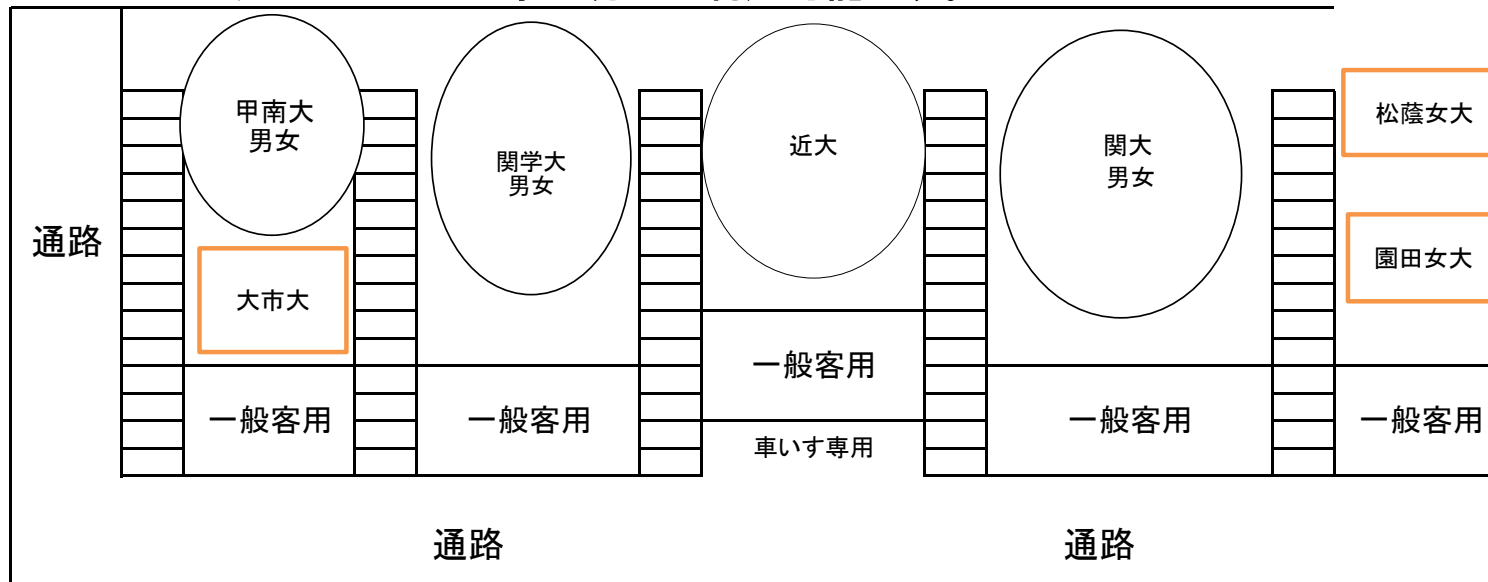 甲南大
男女
関学大
男女
近大
関大
男女
松蔭女大
通路
大市大
園田女大
一般客用
一般客用
一般客用
一般客用
一般客用
車いす専用
通路
通路